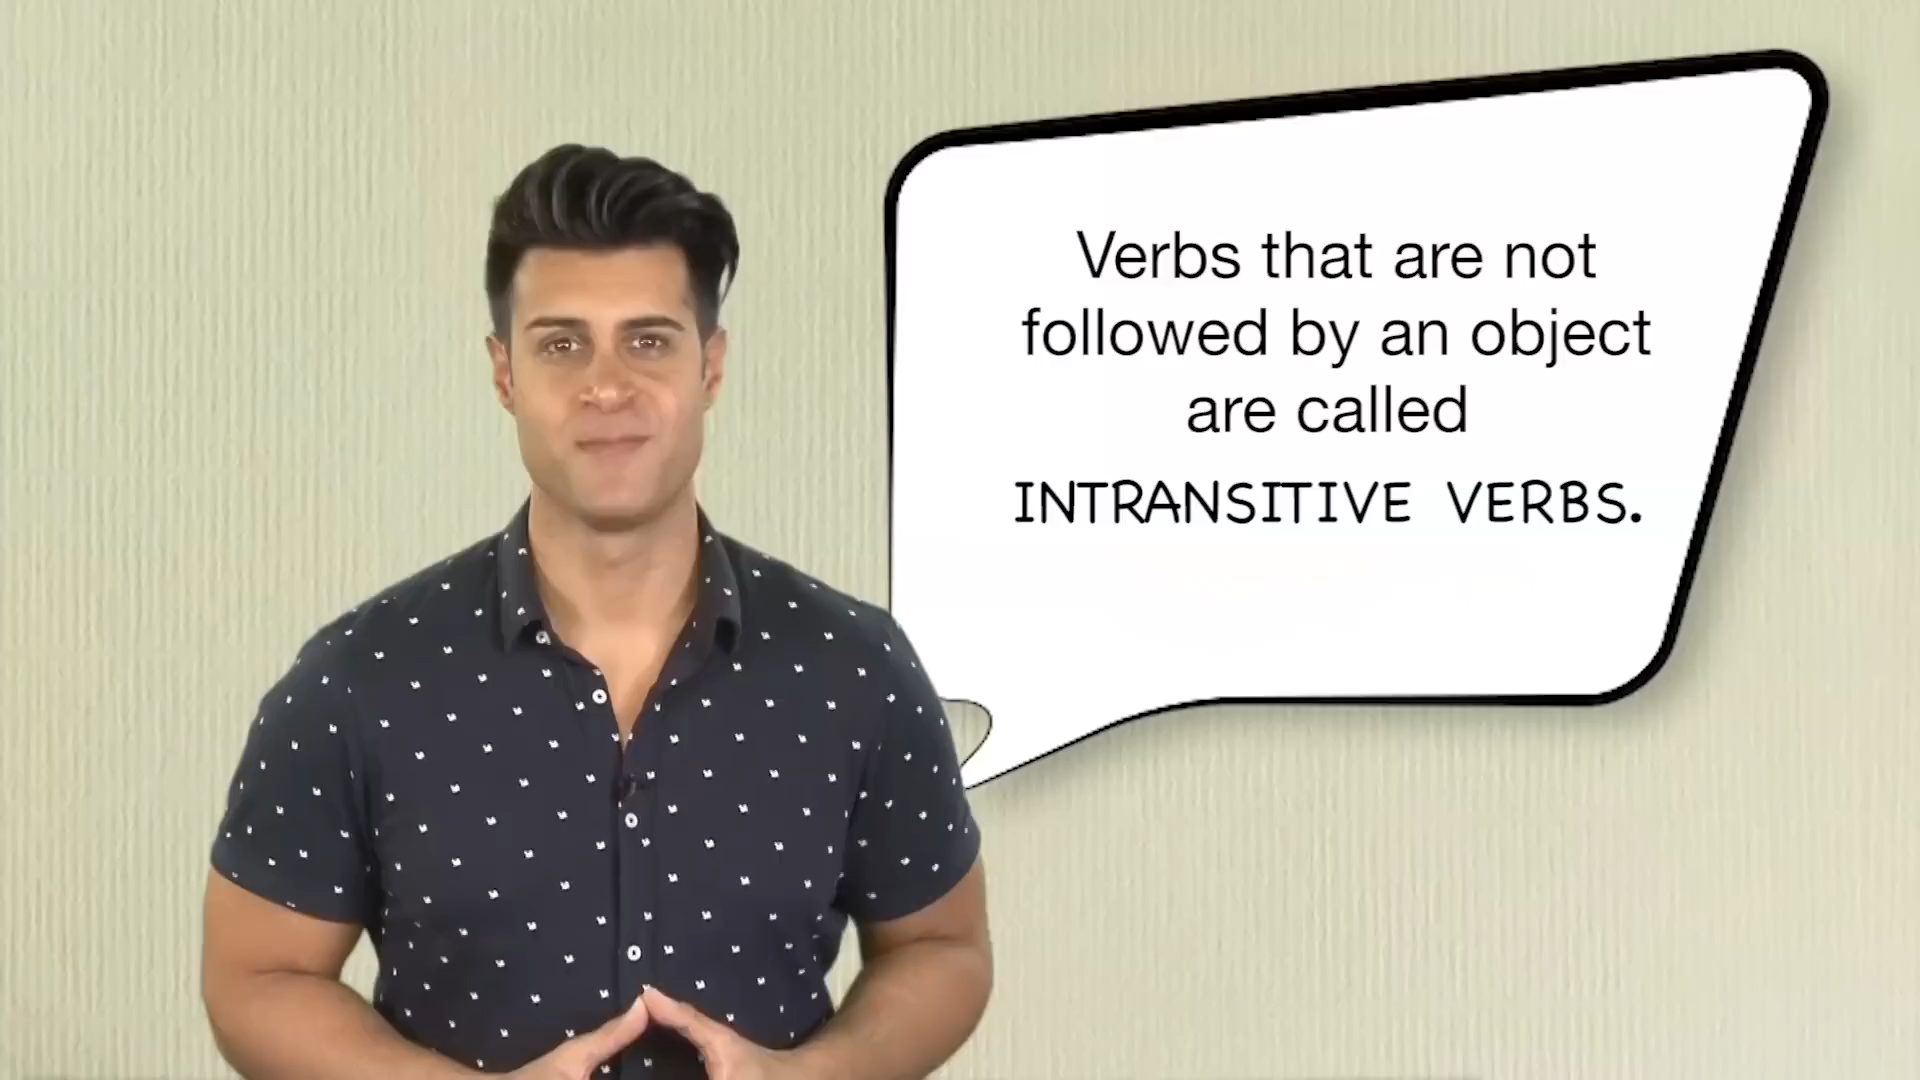 Verbs that are not
followed by an object
are called
INTRANSITIVE VERBS.